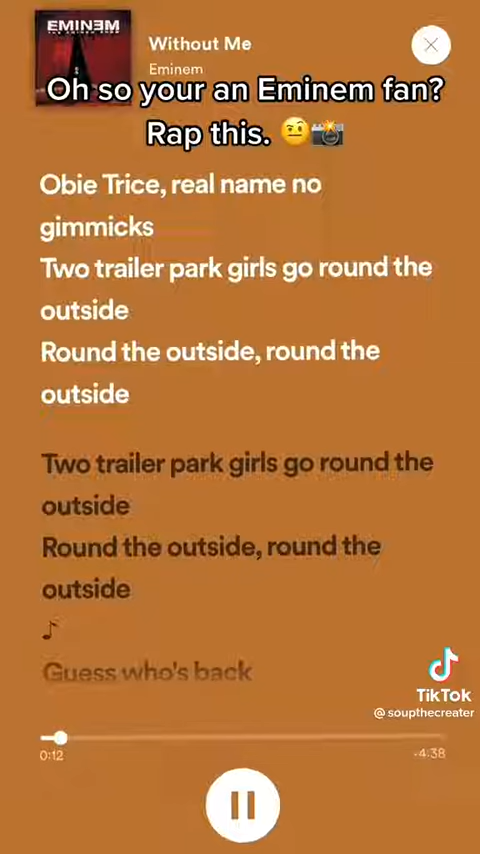 EMINEM
Without Me
Eminem
Oh so your an Eminem fan?
Rap this. 🤨📸
Obie Trice, real name no
gimmicks
Two trailer park girls go round the
outside
Round the outside, round the
outside
Two trailer park girls go round the
outside
Round the outside, round the
outside
♪
Guess who's back
TikTok
@ soupthecreater
0:12
-4:38